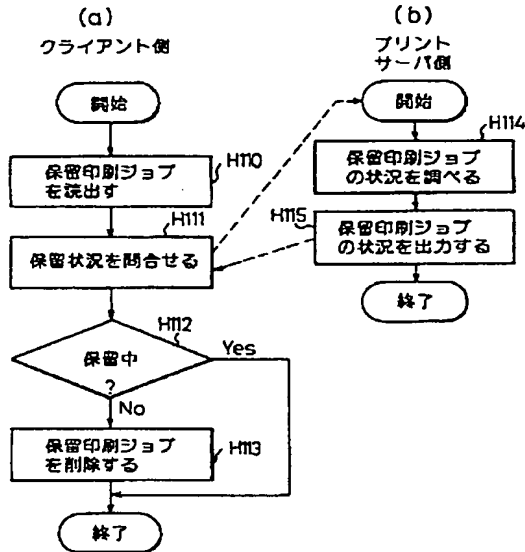 (a)
クライアント側
開始
保留印刷ジョブ
を読出す
H110
H111
保留状況を問合せる
H112
保留中
?
Yes
No
保留印刷ジョブ
を削除する
H113
終了
(b)
プリント
サーバ側
開始
H114
保留印刷ジョブ
の状況を調べる
H115
保留印刷ジョブ
の状況を出力する
終了